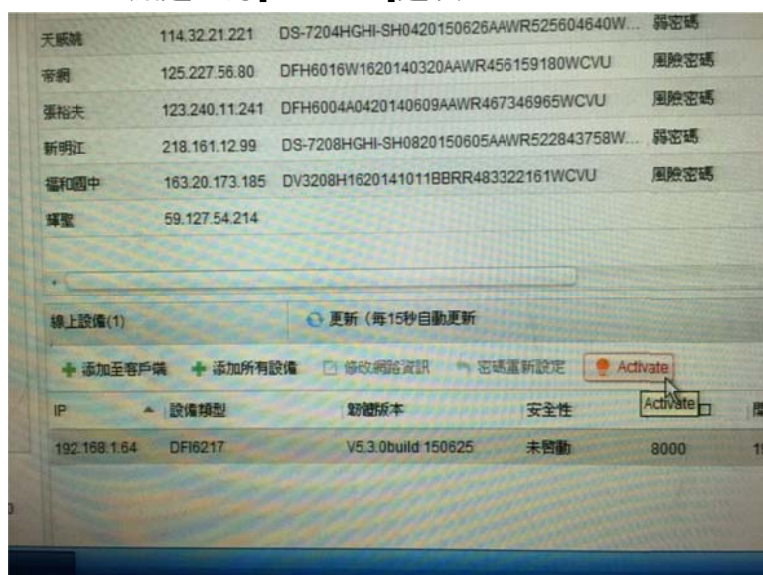 天威姚 114.32.21.221 DS-7204HGHI-SH0420150626AAWR525604640W... 弱密碼
帝網 125.227.56.80 DFH6016W1620140320AAWR456159180WCVU 風險密碼
張裕夫 123.240.11.241 DFH6004A0420140609AAWR467346965WCVU 風險密碼
新明江 218.161.12.99 DS-7208HGHI-SH0820150605AAWR522843758W... 弱密碼
福和國中 163.20.173.185 DV3208H1620141011BBRR483322161WCVU 風險密碼
輝聖 59.127.54.214
線上設備(1) 更新 (每15秒自動更新
添加至客戶端 添加所有設備 修改網路資訊 密碼重新設定 Activate
IP 設備類型 韌體版本 安全性 Activate
192.168.1.64 DFI6217 V5.3.0build 150625 未啓動 8000